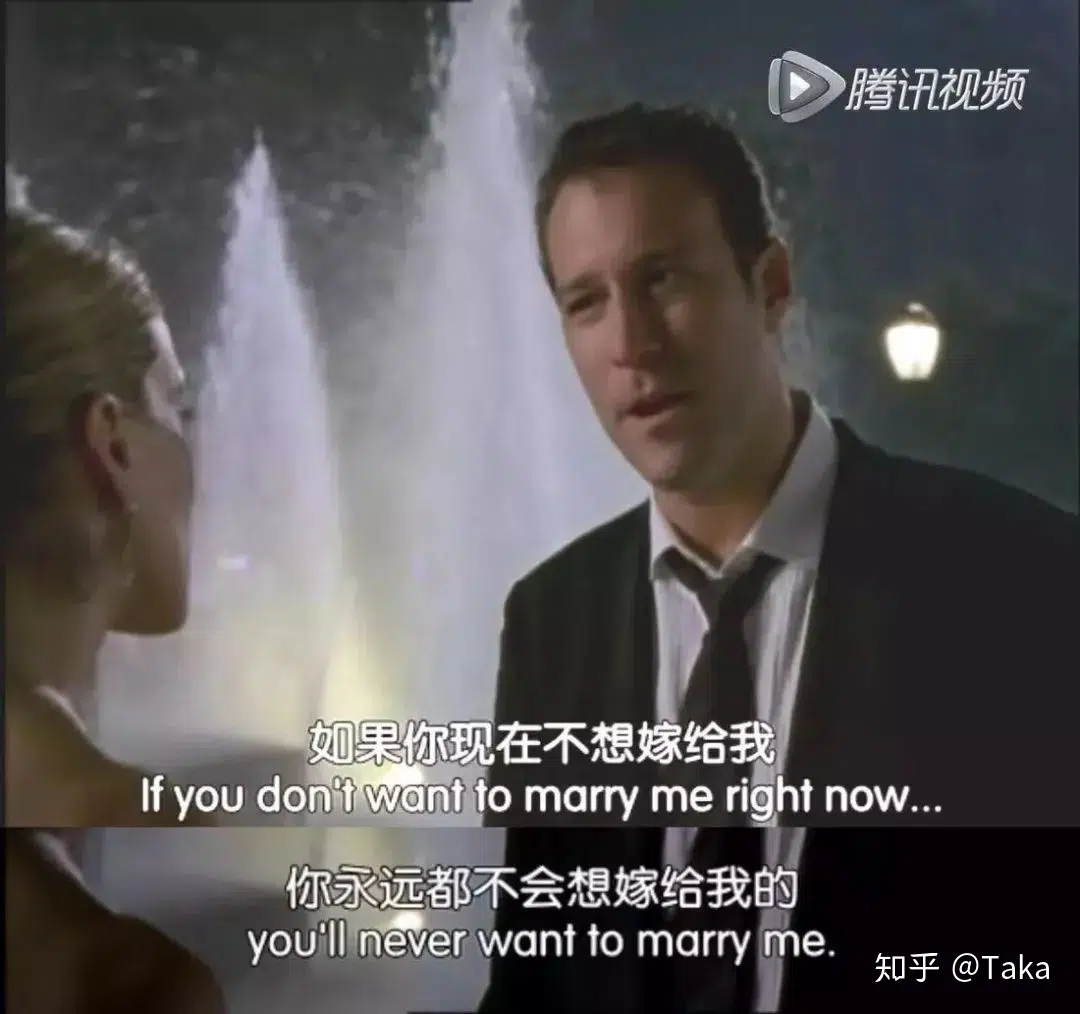 腾讯视频
如果你现在不想嫁给我
If you don't want to marry me right now...
你永远都不会想嫁给我的
you'll never want to marry me.
知乎 @Taka